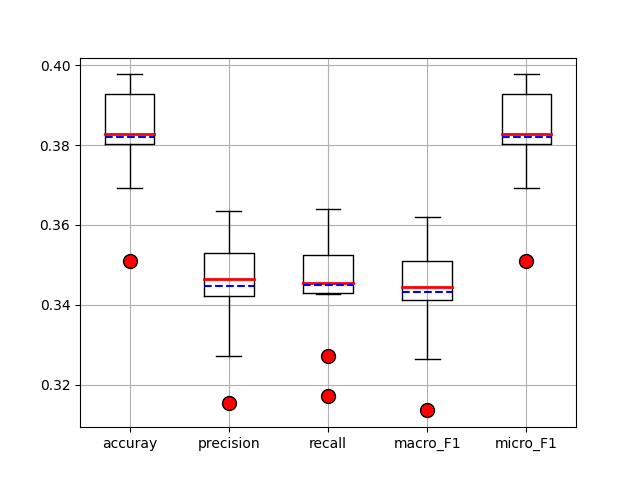 0.40
0.38
0.36
0.34
0.32
accuray
precision
recall
macro_F1
micro_F1